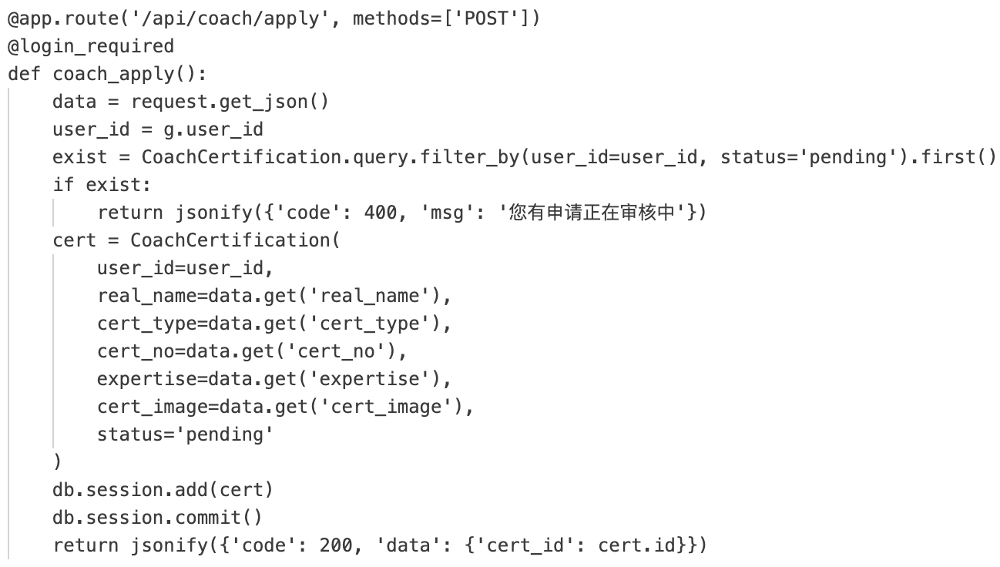 @app.route('/api/coach/apply', methods=['POST'])
@login_required
def coach_apply():
    data = request.get_json()
    user_id = g.user_id
    exist = CoachCertification.query.filter_by(user_id=user_id, status='pending').first()
    if exist:
        return jsonify({'code': 400, 'msg': '您有申请正在审核中'})
    cert = CoachCertification(
        user_id=user_id,
        real_name=data.get('real_name'),
        cert_type=data.get('cert_type'),
        cert_no=data.get('cert_no'),
        expertise=data.get('expertise'),
        cert_image=data.get('cert_image'),
        status='pending'
    )
    db.session.add(cert)
    db.session.commit()
    return jsonify({'code': 200, 'data': {'cert_id': cert.id}})